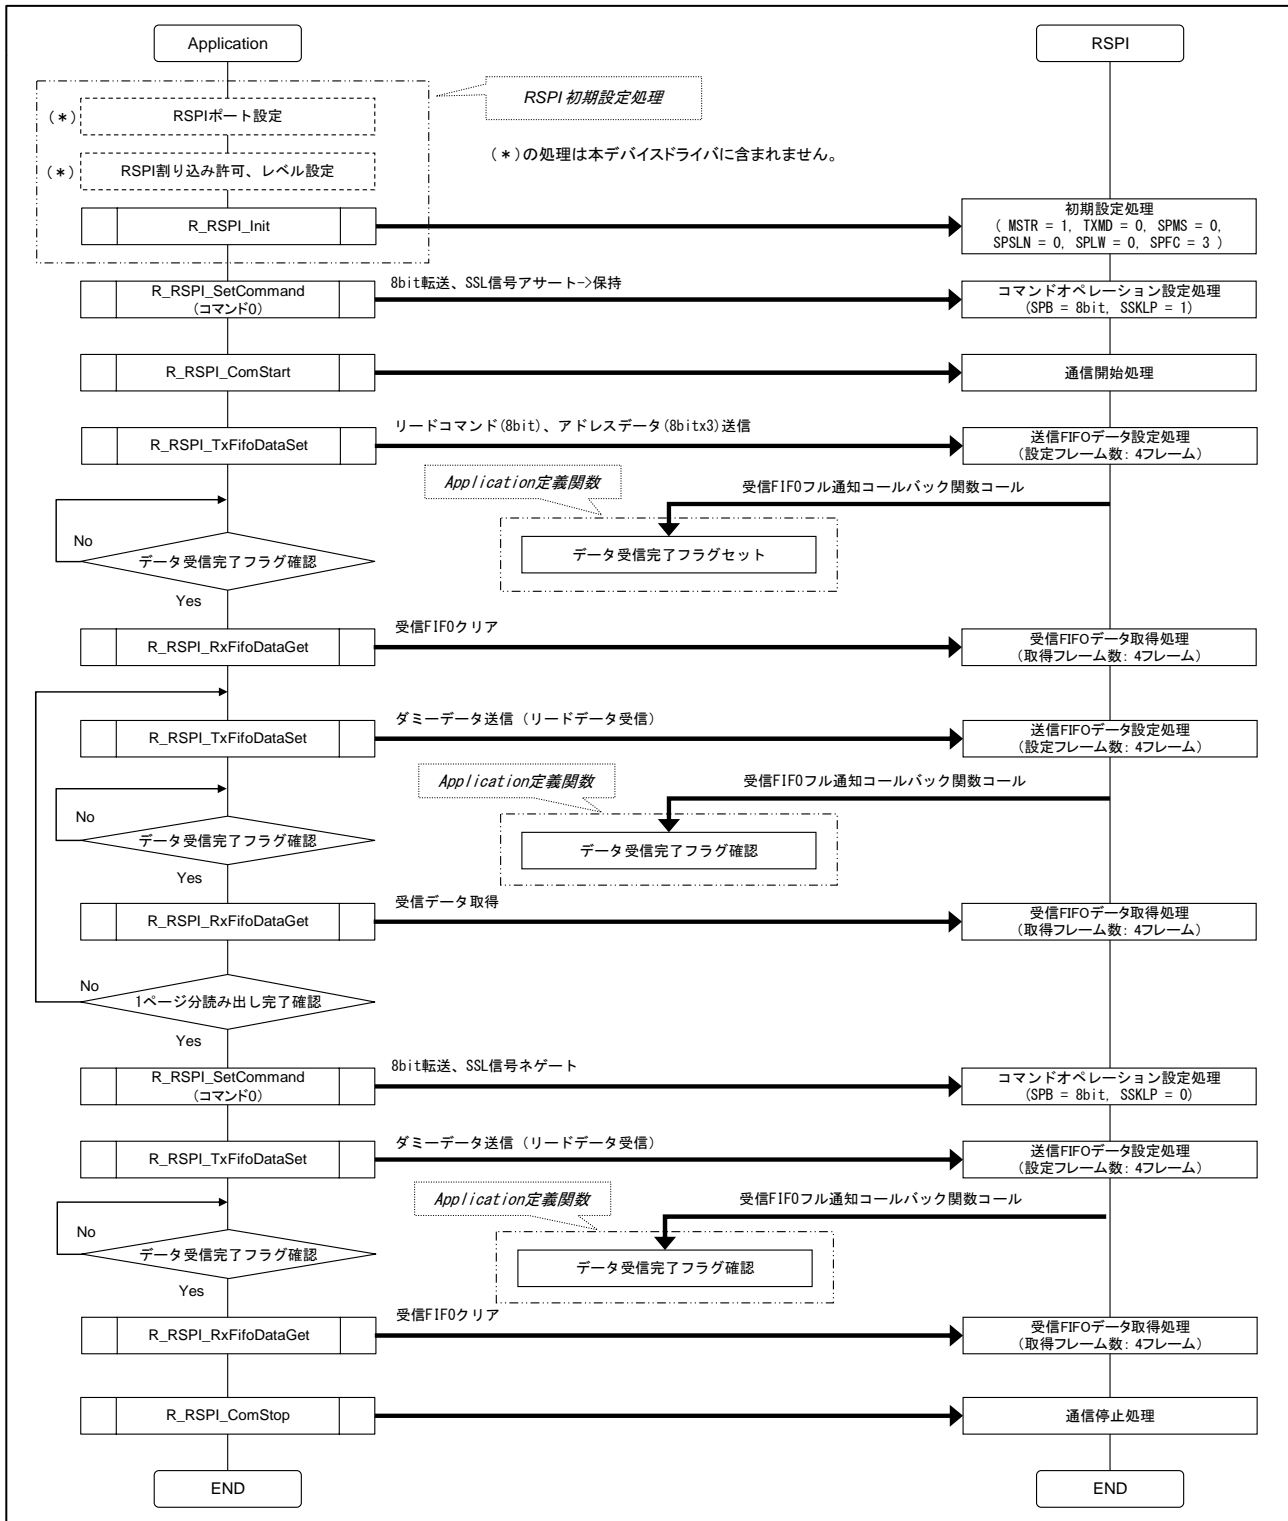 Application
RSPI
RSPI 初期設定処理
(*)
RSPIポート設定
(*)の処理は本デバイスドライバに含まれません。
(*)
RSPI割り込み許可、レベル設定
R_RSPI_Init
初期設定処理
( MSTR = 1, TXMD = 0, SPMS = 0,
SPSLN = 0, SPLW = 0, SPFC = 3 )
R_RSPI_SetCommand
(コマンド0)
8bit転送、SSL信号アサート->保持
コマンドオペレーション設定処理
(SPB = 8bit, SSKLP = 1)
R_RSPI_ComStart
通信開始処理
R_RSPI_TxFifoDataSet
リードコマンド(8bit)、アドレスデータ(8bitx3)送信
送信FIFOデータ設定処理
(設定フレーム数: 4フレーム)
Application定義関数
受信FIFOフル通知コールバック関数コール
No
データ受信完了フラグ確認
データ受信完了フラグセット
Yes
R_RSPI_RxFifoDataGet
受信FIFOクリア
受信FIFOデータ取得処理
(取得フレーム数: 4フレーム)
R_RSPI_TxFifoDataSet
ダミーデータ送信（リードデータ受信）
送信FIFOデータ設定処理
(設定フレーム数: 4フレーム)
Application定義関数
受信FIFOフル通知コールバック関数コール
No
データ受信完了フラグ確認
データ受信完了フラグ確認
Yes
R_RSPI_RxFifoDataGet
受信データ取得
受信FIFOデータ取得処理
(取得フレーム数: 4フレーム)
No
1ページ分読み出し完了確認
Yes
R_RSPI_SetCommand
(コマンド0)
8bit転送、SSL信号ネゲート
コマンドオペレーション設定処理
(SPB = 8bit, SSKLP = 0)
R_RSPI_TxFifoDataSet
ダミーデータ送信（リードデータ受信）
送信FIFOデータ設定処理
(設定フレーム数: 4フレーム)
Application定義関数
受信FIFOフル通知コールバック関数コール
No
データ受信完了フラグ確認
データ受信完了フラグ確認
Yes
R_RSPI_RxFifoDataGet
受信FIFOクリア
受信FIFOデータ取得処理
(取得フレーム数: 4フレーム)
R_RSPI_ComStop
通信停止処理
END
END